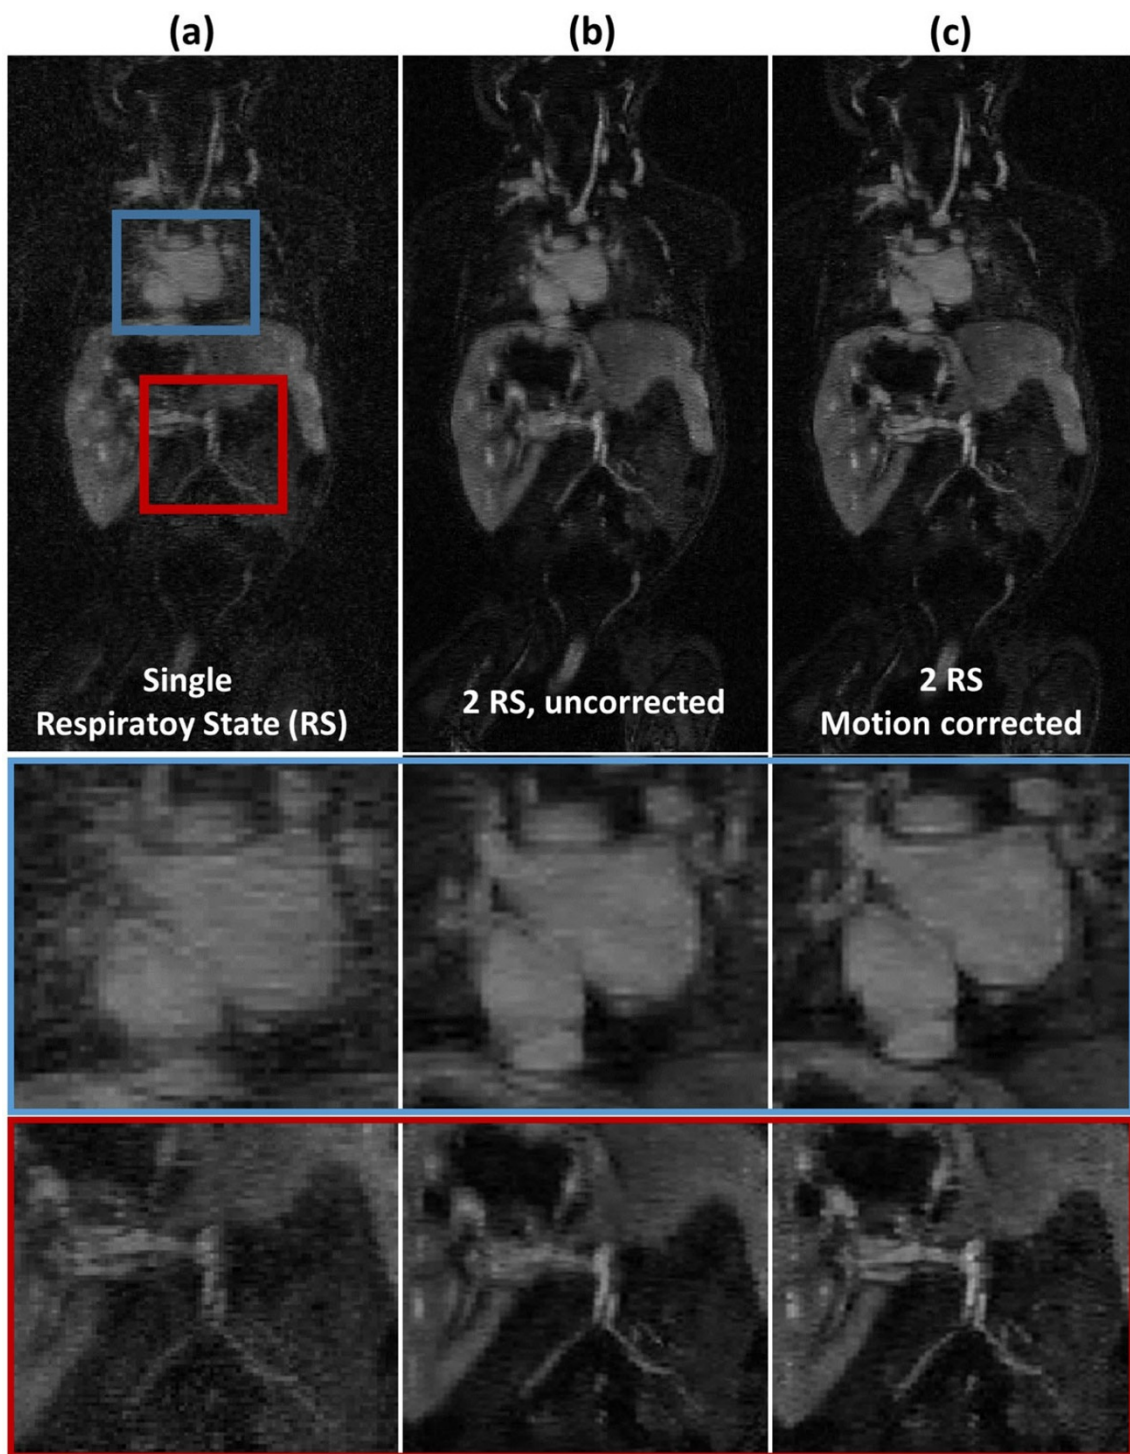 (a) (b) (c)
Single
Respiratoy State (RS)
2 RS, uncorrected
2 RS
Motion corrected